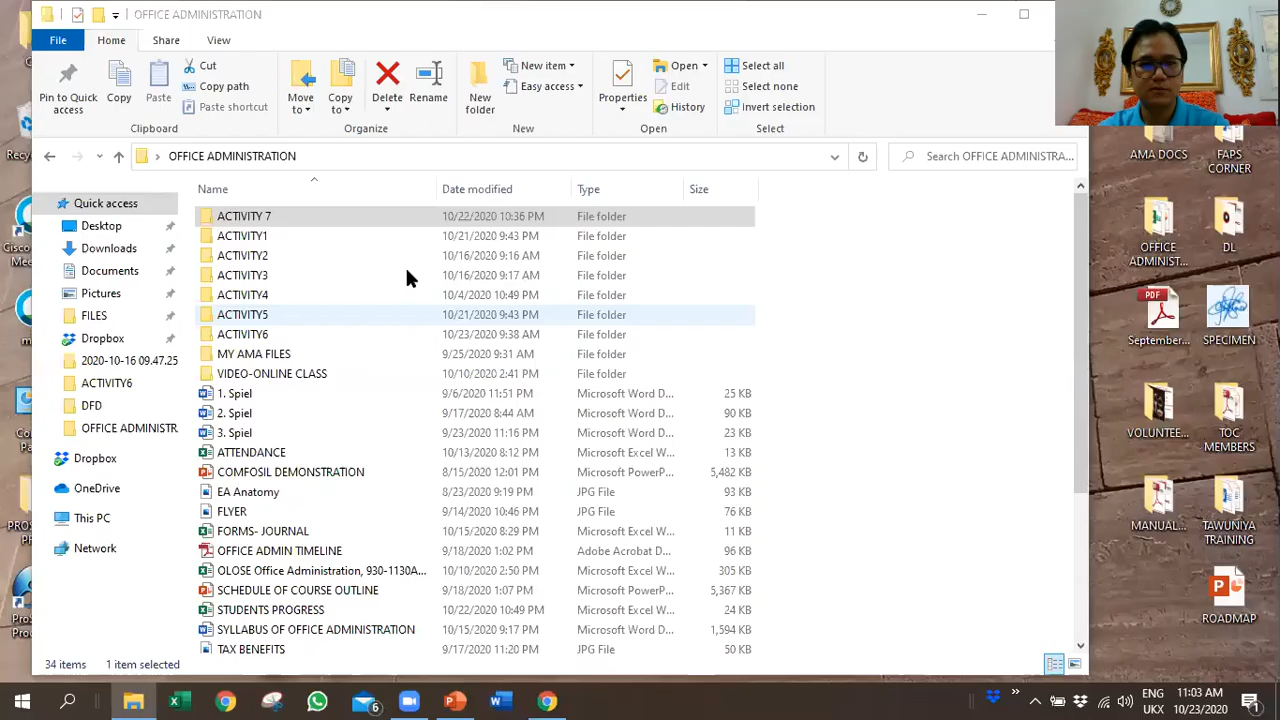 OFFICE ADMINISTRATION
File Home Share View
Pin to Quick access
Copy
Paste
Cut
Copy path
Paste shortcut
Clipboard
Move to
Copy to
Delete
Rename
Organize
New folder
New item
Easy access
New
Properties
Open
Edit
History
Open
Select all
Select none
Invert selection
Select
OFFICE ADMINISTRATION
Search OFFICE ADMINISTRA...
Name Date modified Type Size
Quick access
Desktop
Downloads
Documents
Pictures
FILES
Dropbox
2020-10-16 09.47.25
ACTIVITY6
DFD
OFFICE ADMINISTR
Dropbox
OneDrive
This PC
Network
ACTIVITY 7 10/22/2020 10:36 PM File folder
ACTIVITY1 10/21/2020 9:43 PM File folder
ACTIVITY2 10/16/2020 9:16 AM File folder
ACTIVITY3 10/16/2020 9:17 AM File folder
ACTIVITY4 10/4/2020 10:49 PM File folder
ACTIVITY5 10/21/2020 9:43 PM File folder
ACTIVITY6 10/23/2020 9:38 AM File folder
MY AMA FILES 9/25/2020 9:31 AM File folder
VIDEO-ONLINE CLASS 10/10/2020 2:41 PM File folder
1. Spiel 9/6/2020 11:51 PM Microsoft Word D... 25 KB
2. Spiel 9/17/2020 8:44 AM Microsoft Word D... 90 KB
3. Spiel 9/23/2020 11:16 PM Microsoft Word D... 23 KB
ATTENDANCE 10/13/2020 8:12 PM Microsoft Excel W... 13 KB
COMFOSIL DEMONSTRATION 8/15/2020 12:01 PM Microsoft PowerP... 5,482 KB
EA Anatomy 8/23/2020 9:19 PM JPG File 93 KB
FLYER 9/14/2020 10:46 PM JPG File 76 KB
FORMS- JOURNAL 10/15/2020 8:29 PM Microsoft Excel W... 11 KB
OFFICE ADMIN TIMELINE 9/18/2020 1:02 PM Adobe Acrobat D... 96 KB
OLOSE Office Administration, 930-1130A... 10/10/2020 2:50 PM Microsoft Excel W... 305 KB
SCHEDULE OF COURSE OUTLINE 9/18/2020 1:07 PM Microsoft PowerP... 5,367 KB
STUDENTS PROGRESS 10/22/2020 10:49 PM Microsoft Excel W... 24 KB
SYLLABUS OF OFFICE ADMINISTRATION 10/15/2020 9:17 PM Microsoft Word D... 1,594 KB
TAX BENEFITS 9/17/2020 11:20 PM JPG File 50 KB
34 items 1 item selected
AMA DOCS
FAPS CORNER
OFFICE ADMINIST...
DL
PDF
September...
SPECIMEN
VOLUNTEE...
TOC MEMBERS
MANUAL...
TAWUNIYA TRAINING
ROADMAP
6
ENG
UKX
11:03 AM
10/23/2020
1